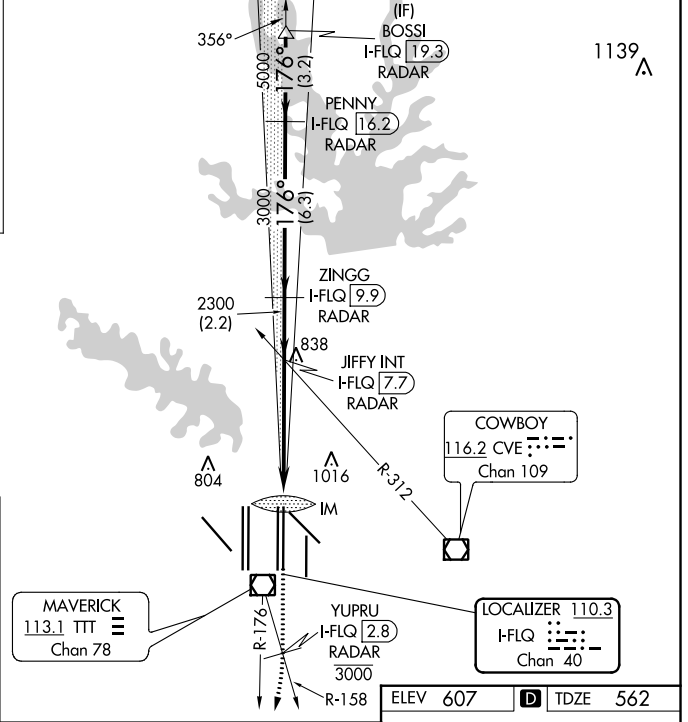 (IF)
BOSSI
I-FLQ 19.3
RADAR
356°
1139
5000
176°
(3.2)
PENNY
I-FLQ 16.2
RADAR
3000
176°
(6.3)
ZINGG
I-FLQ 9.9
RADAR
2300
(2.2)
838
JIFFY INT
I-FLQ 7.7
RADAR
COWBOY
116.2 CVE
Chan 109
R-312
804
1016
IM
MAVERICK
113.1 TTT
Chan 78
R-176
YUPRU
I-FLQ 2.8
RADAR
3000
R-158
LOCALIZER 110.3
I-FLQ
Chan 40
ELEV 607 D TDZE 562